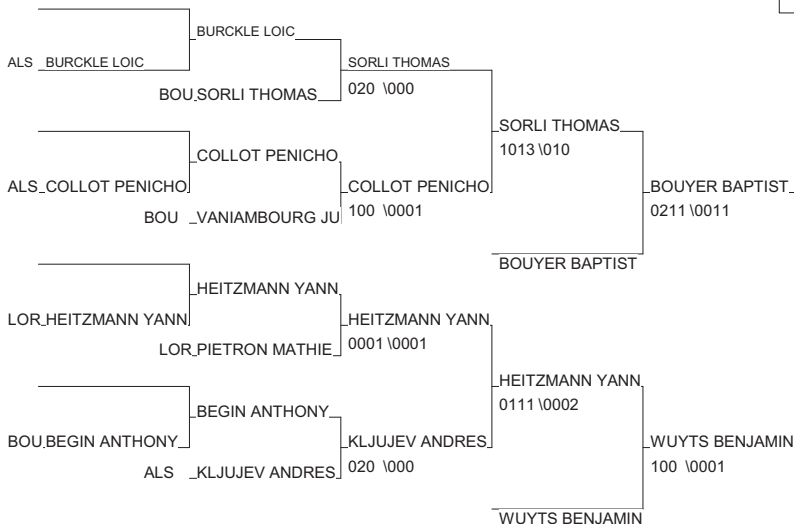 BURCKLE LOIC
ALS BURCKLE LOIC SORLI THOMAS
020 \000
BOU SORLI THOMAS
SORLI THOMAS
1013 \010
COLLOT PENICHO
ALS COLLOT PENICHO COLLOT PENICHO BOUYER BAPTIST
100 \0001 0211 \0011
BOU VANIAMBOURG JU
BOUYER BAPTIST
HEITZMANN YANN
LOR HEITZMANN YANN HEITZMANN YANN
0001 \0001
LOR PIETRON MATHIE
HEITZMANN YANN
0111 \0002
BEGIN ANTHONY
BOU BEGIN ANTHONY KLJUJEV ANDRES WUYTS BENJAMIN
020 \000 100 \0001
ALS KLJUJEV ANDRES
WUYTS BENJAMIN